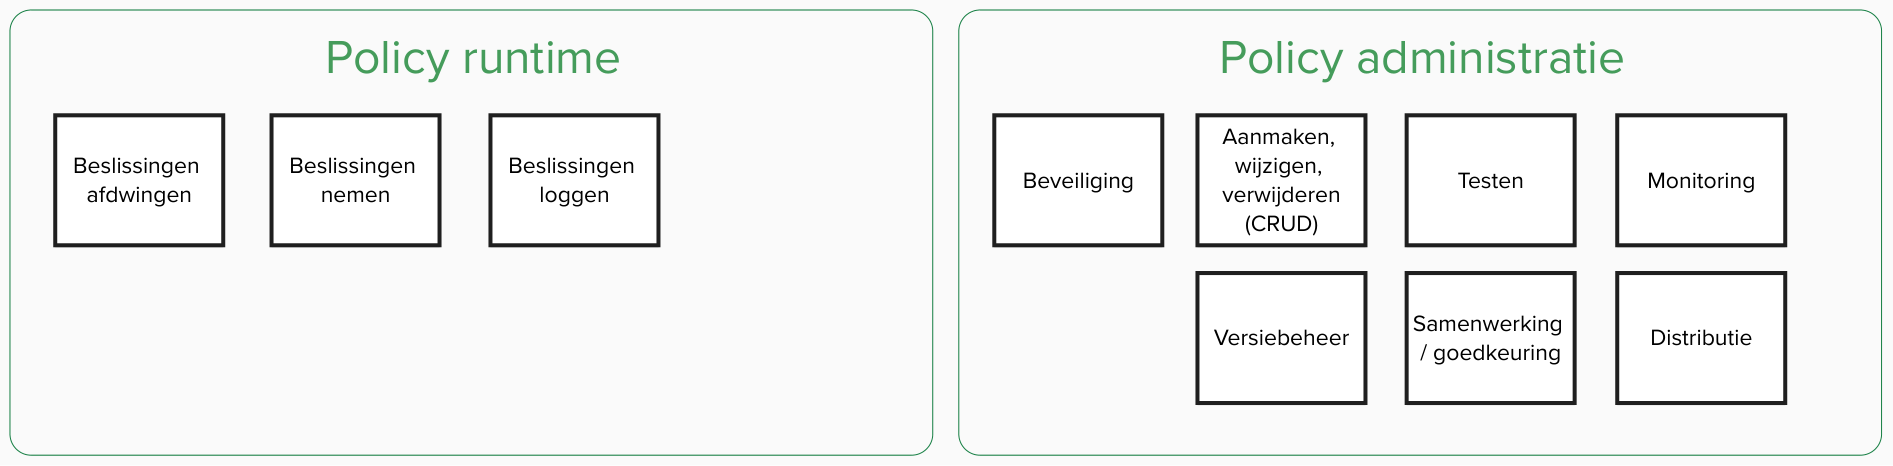 Policy runtime
Beslissingen
afdwingen
Beslissingen
nemen
Beslissingen
loggen
Policy administratie
Beveiliging
Aanmaken,
wijzigen,
verwijderen
(CRUD)
Testen
Monitoring
Versiebeheer
Samenwerking
/ goedkeuring
Distributie